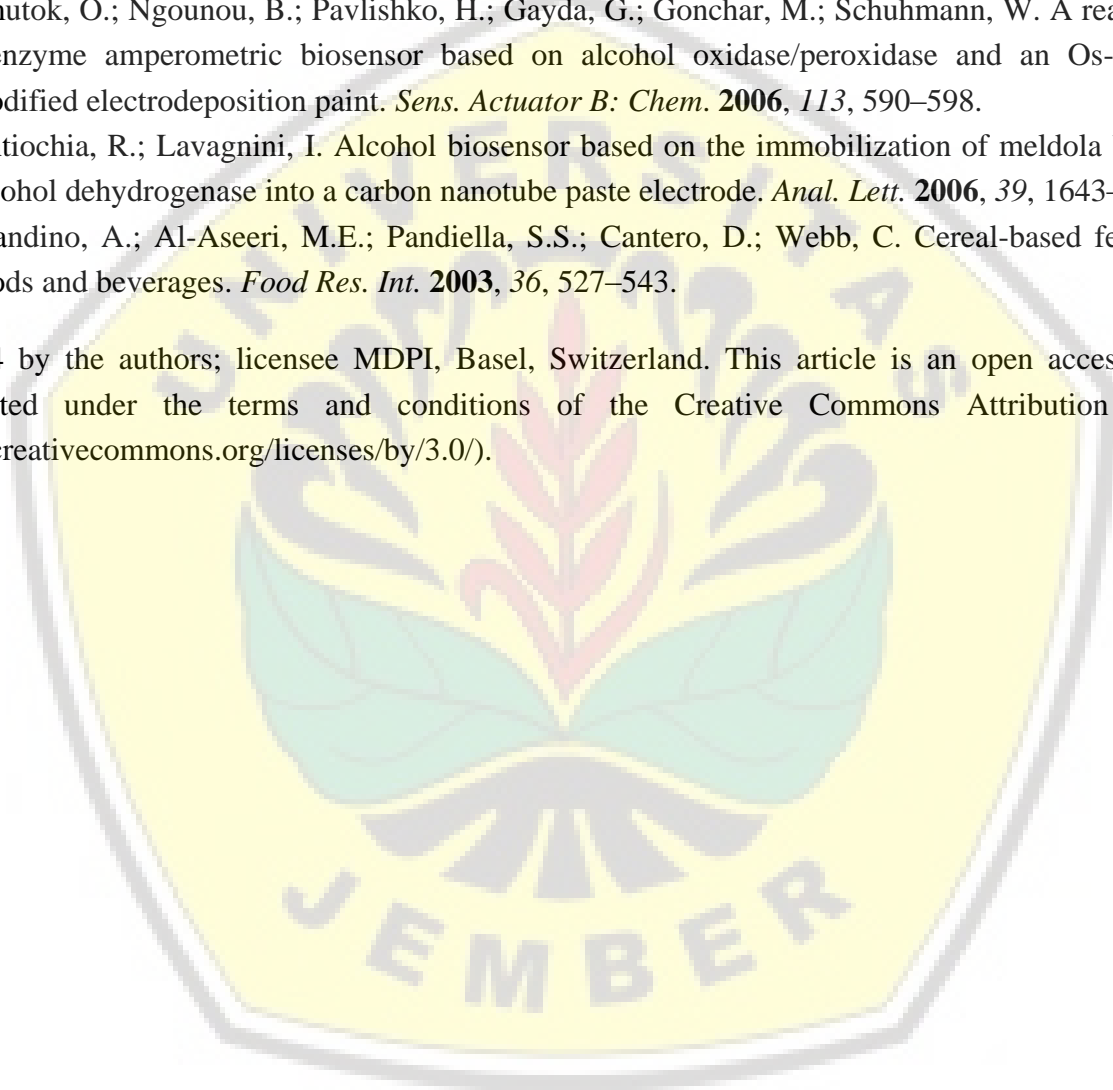 nutok, O.; Ngounou, B.; Pavlishko, H.; Gayda, G.; Gonchar, M.; Schuhmann, W. A rea
enzyme amperometric biosensor based on alcohol oxidase/peroxidase and an Os-
odified electrodeposition paint. Sens. Actuator B: Chem. 2006, 113, 590–598.
ntiochia, R.; Lavagnini, I. Alcohol biosensor based on the immobilization of meldola
ohol dehydrogenase into a carbon nanotube paste electrode. Anal. Lett. 2006, 39, 1643–
andino, A.; Al-Aseeri, M.E.; Pandiella, S.S.; Cantero, D.; Webb, C. Cereal-based fe
ods and beverages. Food Res. Int. 2003, 36, 527–543.
4 by the authors; licensee MDPI, Basel, Switzerland. This article is an open acces
ted under the terms and conditions of the Creative Commons Attribution
creativecommons.org/licenses/by/3.0/).
UNIVERSITAS
JEMBER